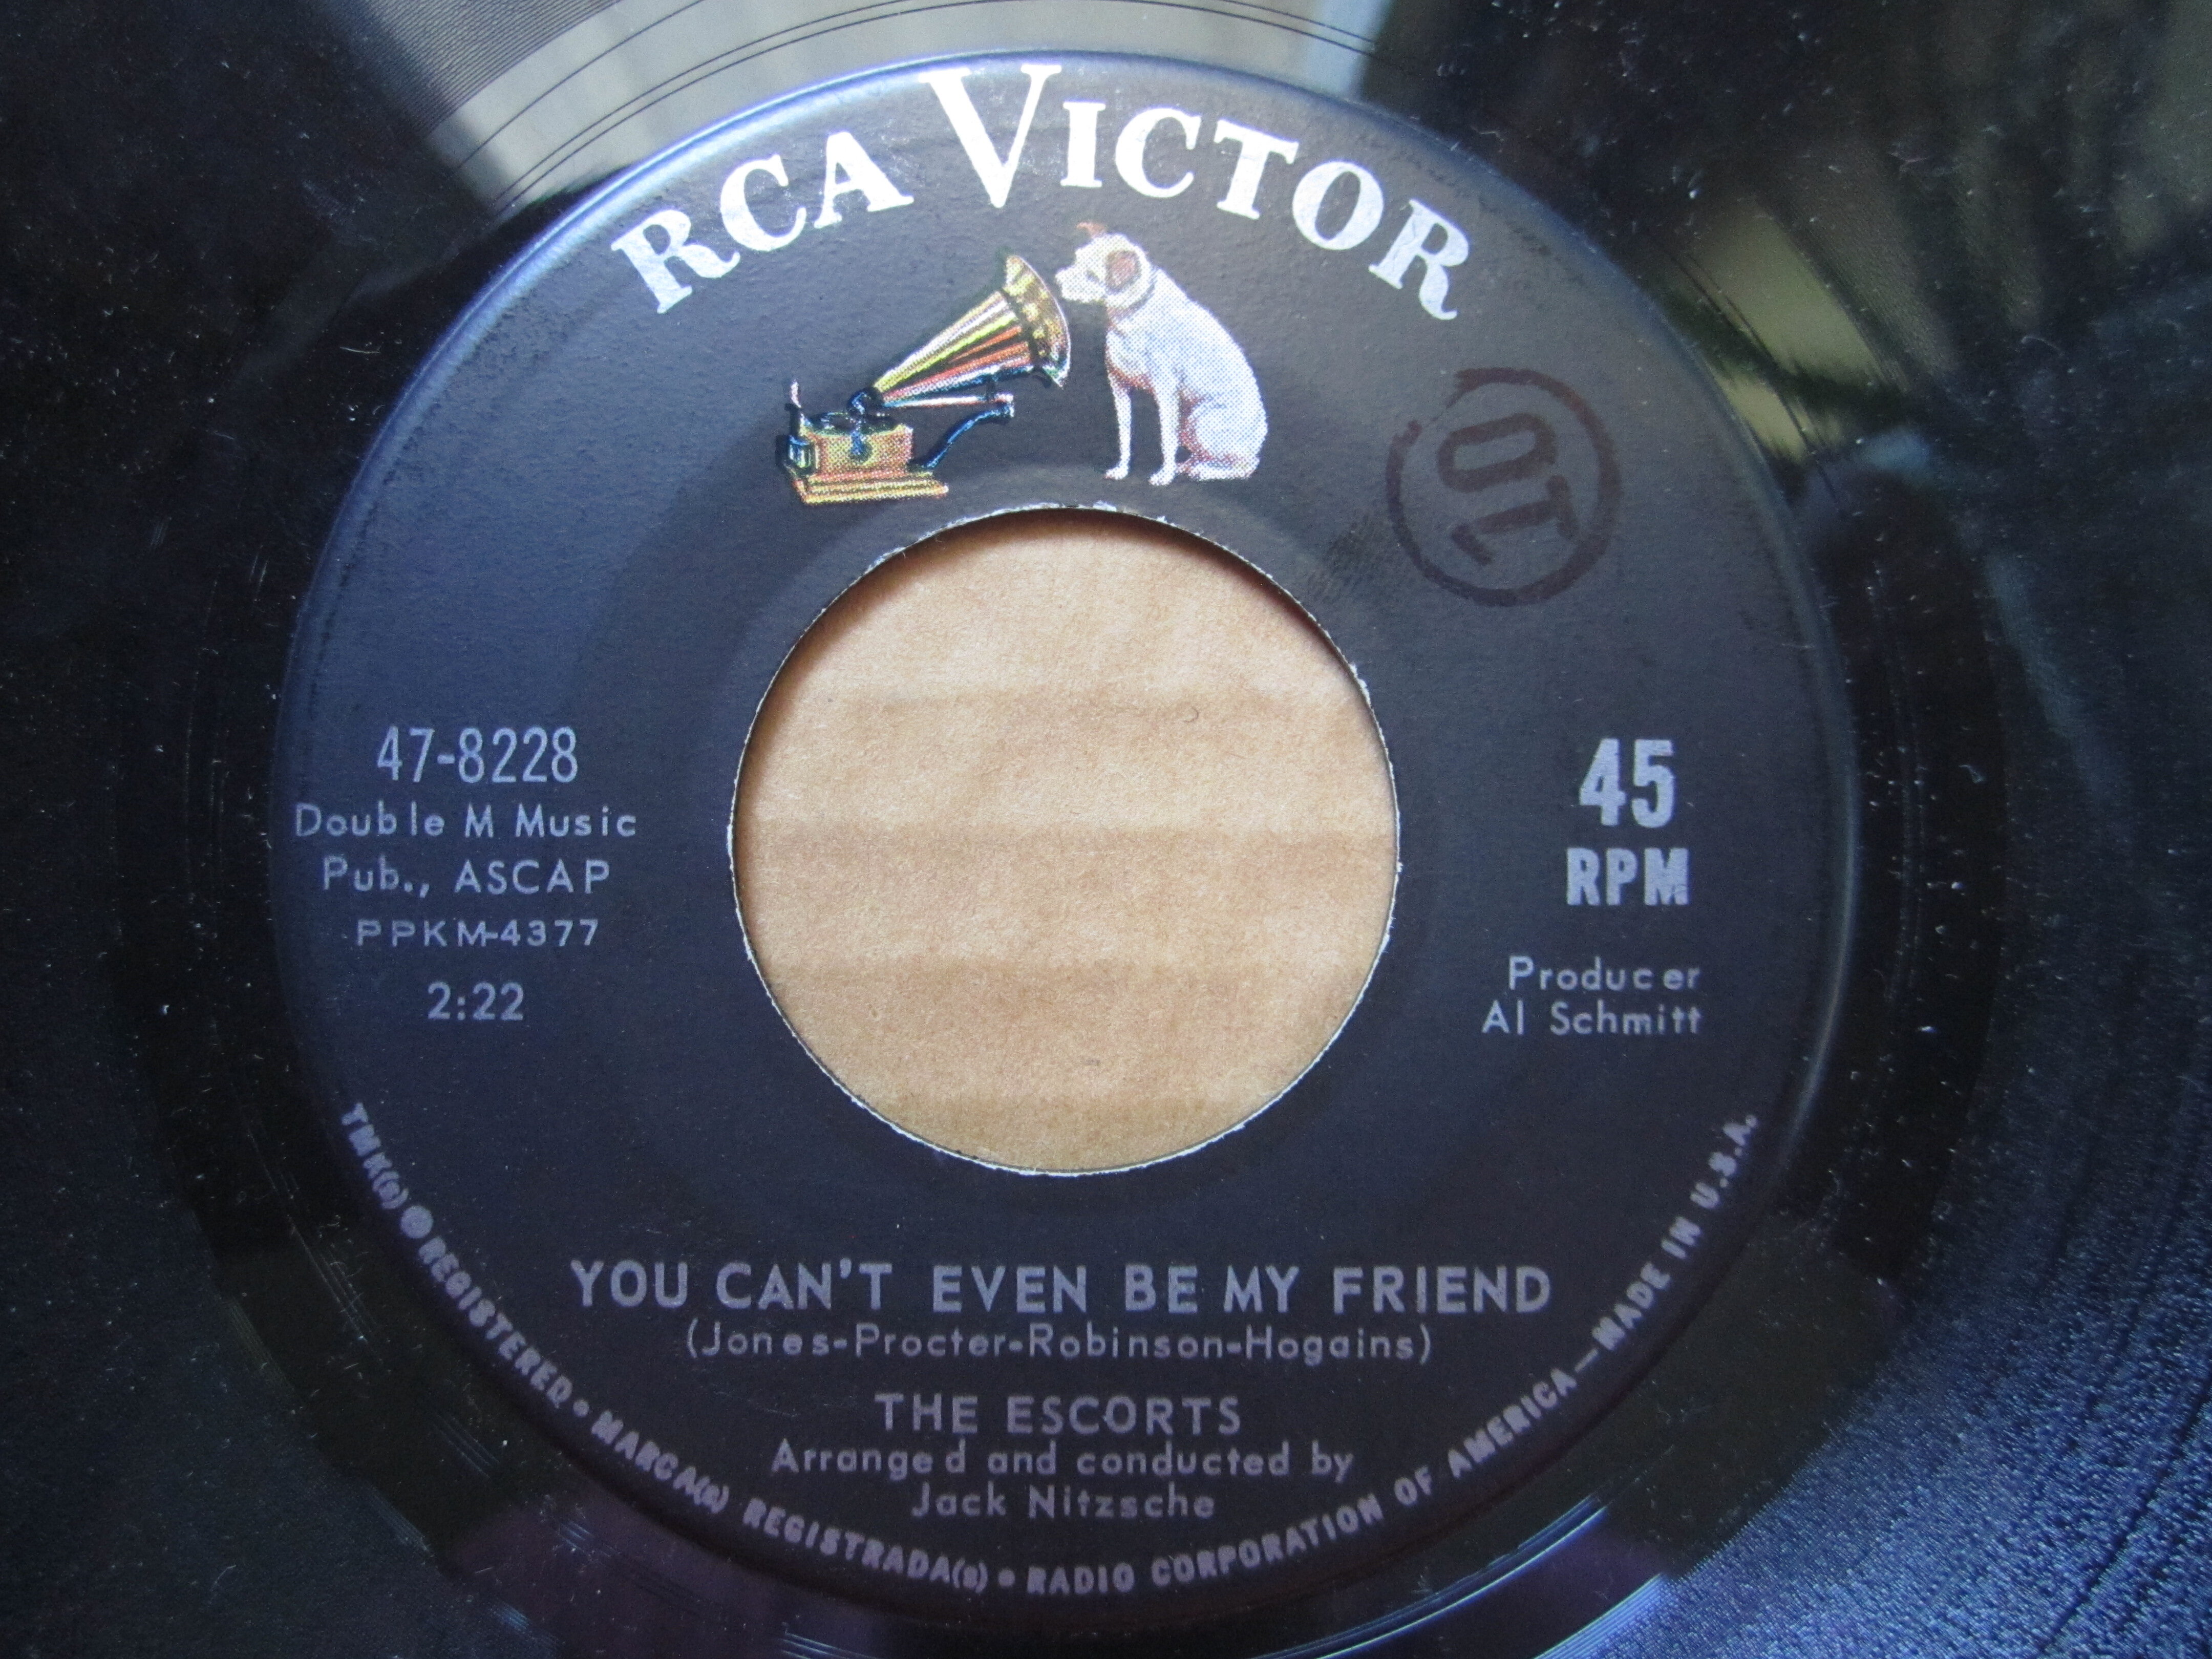 RCA VICTOR
10
47-8228
Double M Music
Pub., ASCAP
PPKM-4377
2:22
45
RPM
Producer
Al Schmitt
YOU CAN'T EVEN BE MY FRIEND
(Jones-Procter-Robinson-Hogains)
THE ESCORTS
Arranged and conducted by
Jack Nitzsche
TMK(s) ® REGISTERED • MARCA(s) REGISTRADA(s) • RADIO CORPORATION OF AMERICA—MADE IN U.S.A.